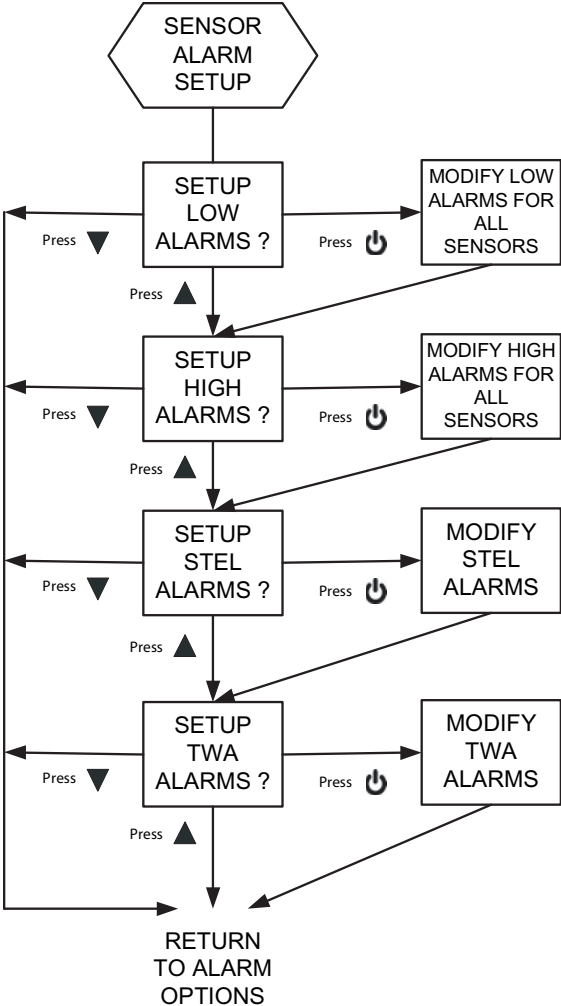 SENSOR
ALARM
SETUP
SETUP
LOW
ALARMS ?
MODIFY LOW
ALARMS FOR
ALL
SENSORS
Press
Press
Press
SETUP
HIGH
ALARMS ?
MODIFY HIGH
ALARMS FOR
ALL
SENSORS
Press
Press
Press
SETUP
STEL
ALARMS ?
MODIFY
STEL
ALARMS
Press
Press
Press
SETUP
TWA
ALARMS ?
MODIFY
TWA
ALARMS
Press
Press
Press
RETURN
TO ALARM
OPTIONS